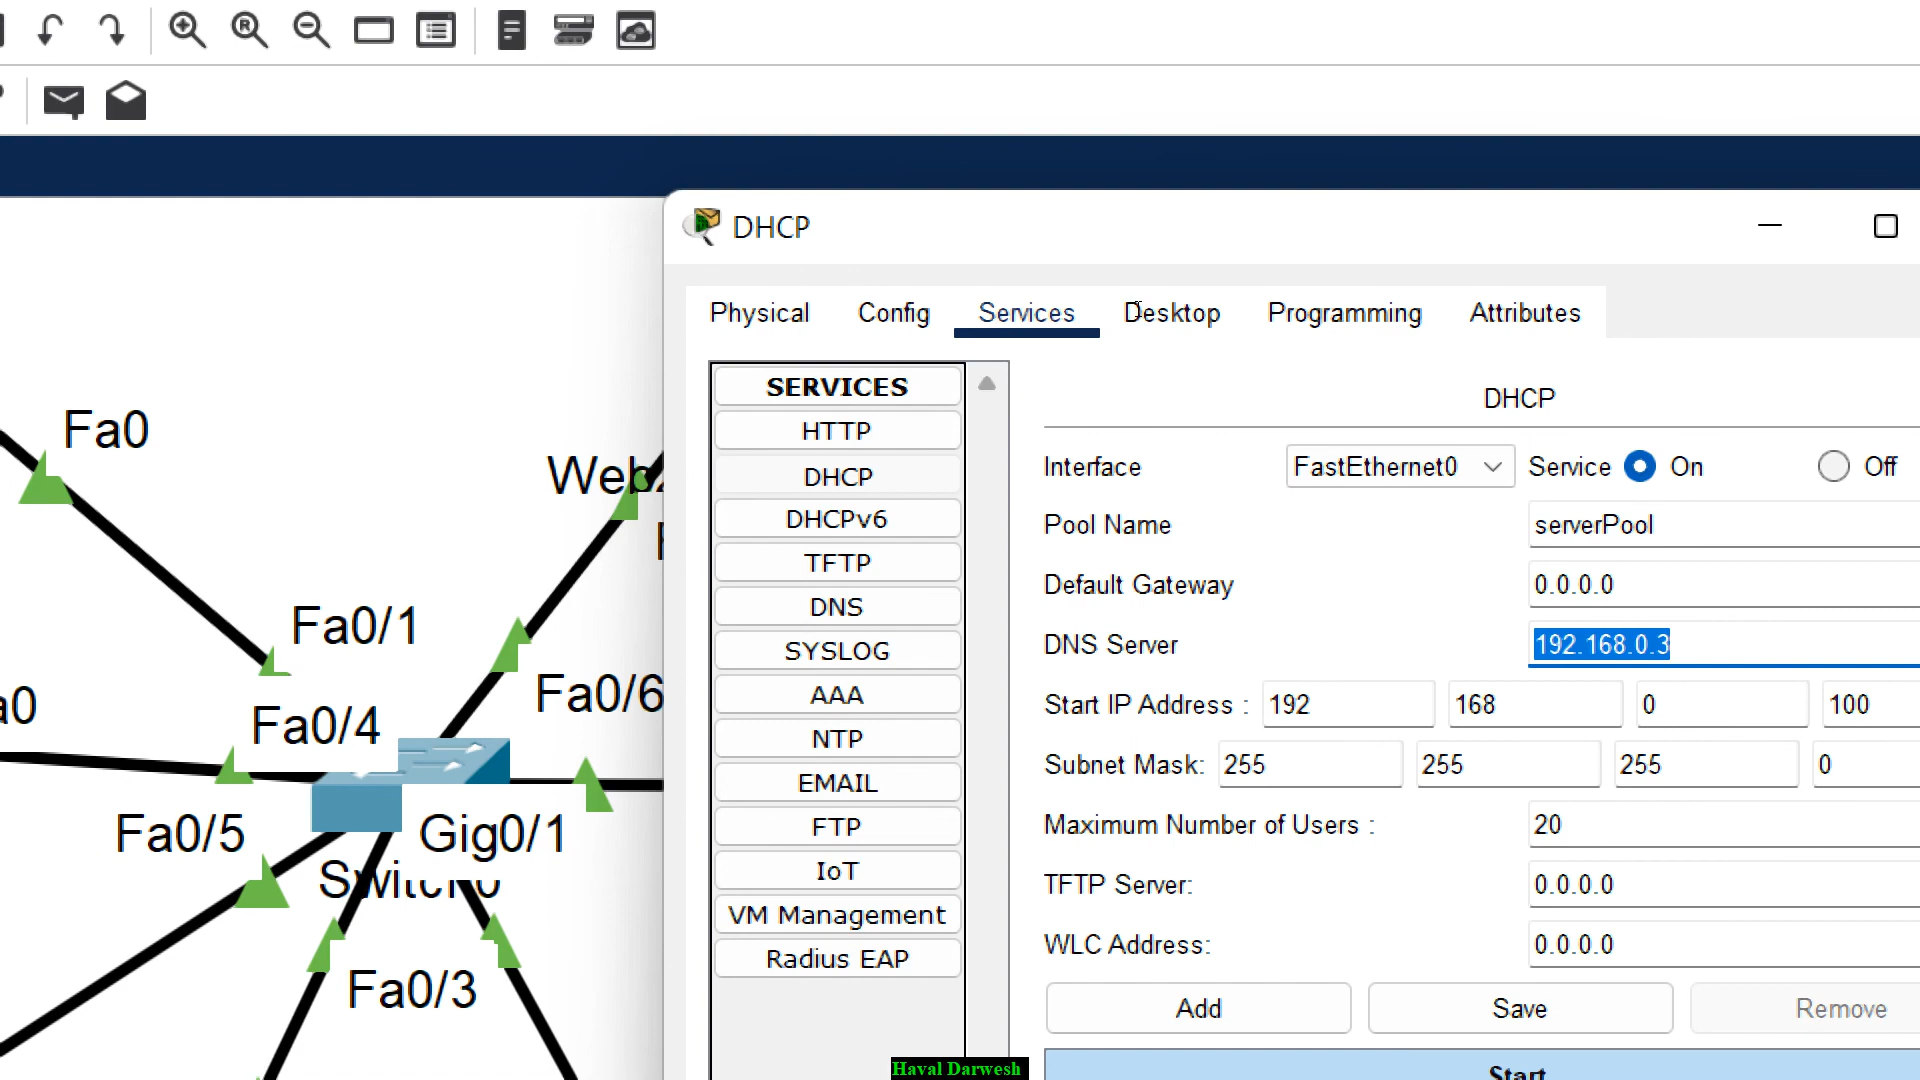 DHCP
Physical Config Services Desktop Programming Attributes
SERVICES
HTTP
DHCP
DHCPv6
TFTP
DNS
SYSLOG
AAA
NTP
EMAIL
FTP
IoT
VM Management
Radius EAP
DHCP
Interface FastEthernet0 Service On Off
Pool Name serverPool
Default Gateway 0.0.0.0
DNS Server 192.168.0.3
Start IP Address : 192 168 0 100
Subnet Mask: 255 255 255 0
Maximum Number of Users : 20
TFTP Server: 0.0.0.0
WLC Address: 0.0.0.0
Add Save Remove
Start
Fa0
Fa0/1
Fa0/6
Fa0/4
Fa0/5
Gig0/1
Switch0
Fa0/3
Haval Darwesh